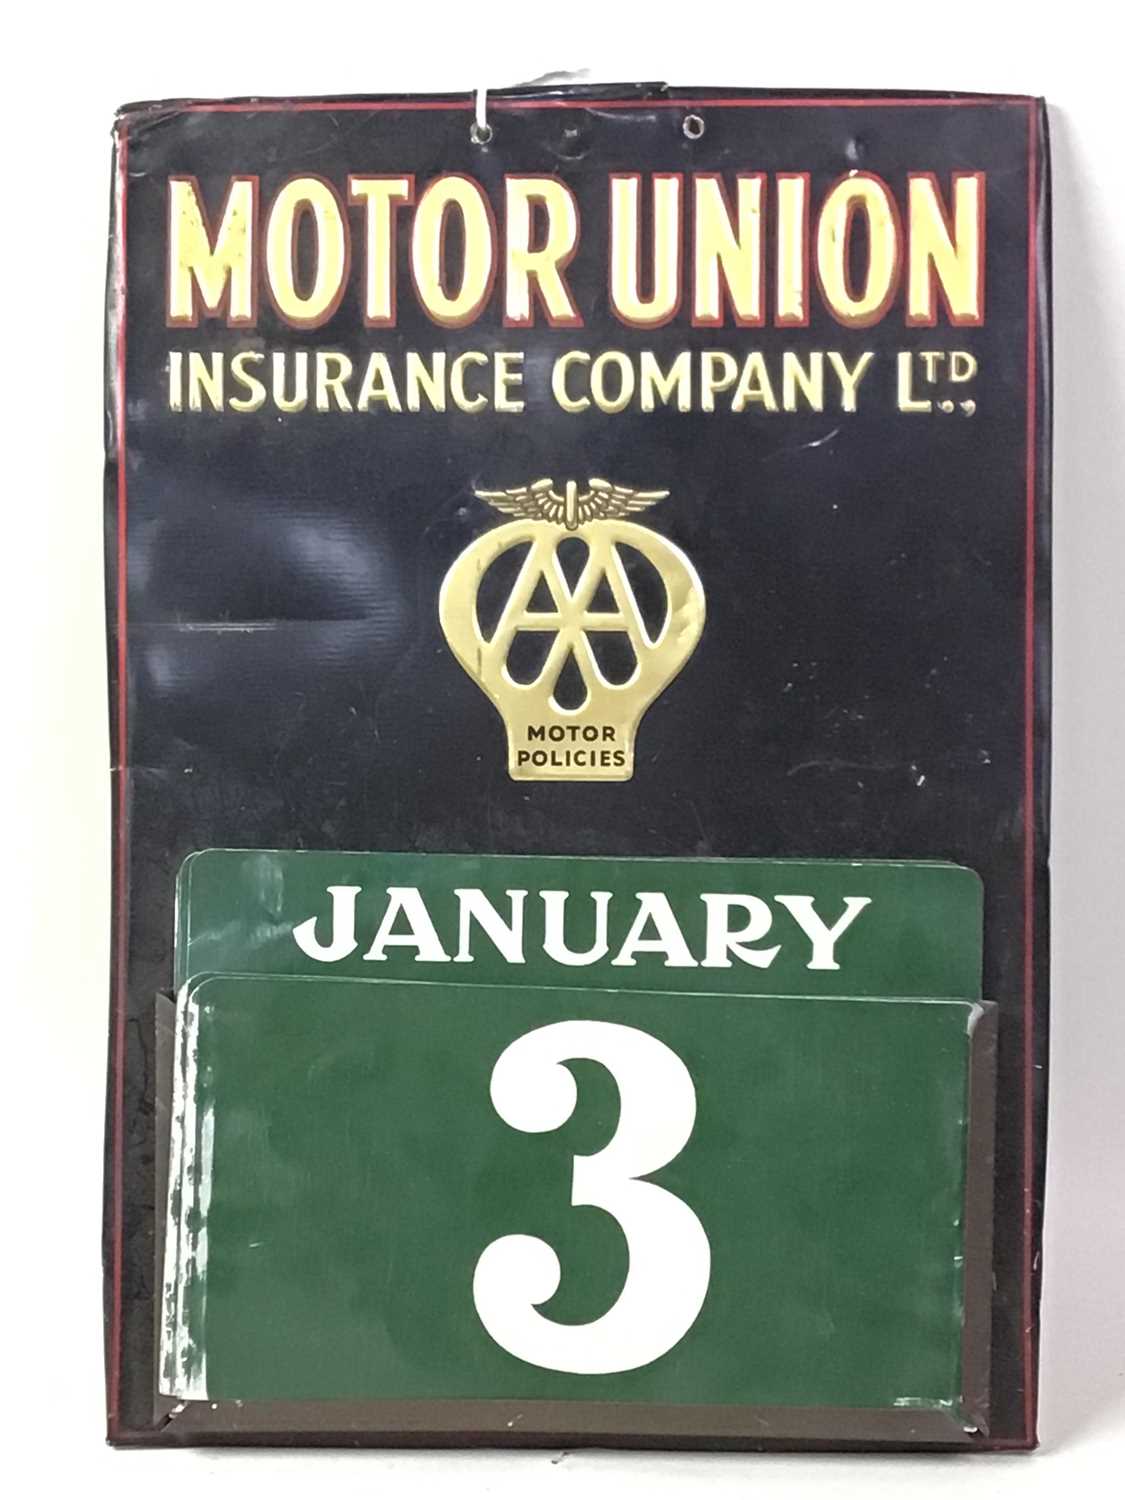 MOTOR UNION
INSURANCE COMPANY LTD.,
AA
MOTOR
POLICIES
JANUARY
3